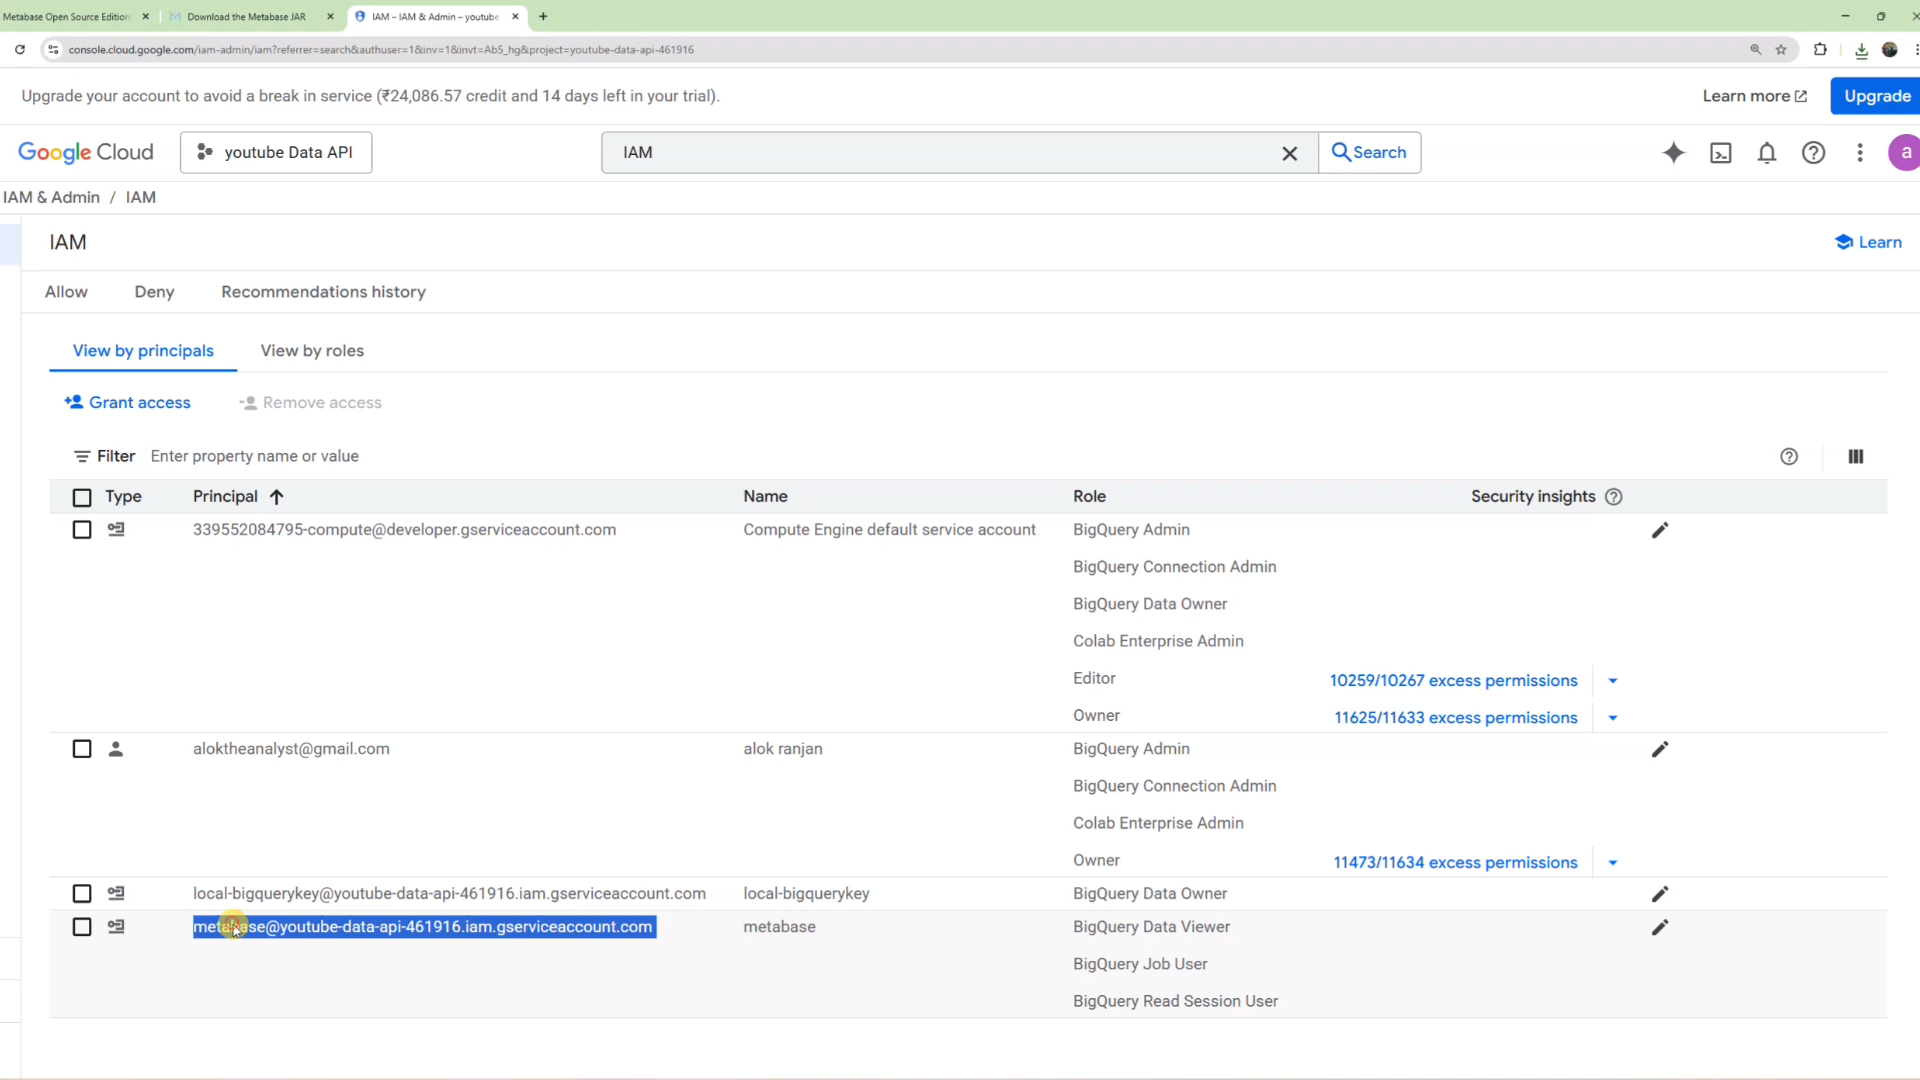 Metabase Open Source Edition
Download the Metabase JAR
IAM – IAM & Admin – youtube
console.cloud.google.com/iam-admin/iam?referrer=search&authuser=1&inv=1&invt=Ab5_hg&project=youtube-data-api-461916
Upgrade your account to avoid a break in service (₹24,086.57 credit and 14 days left in your trial).
Learn more
Upgrade
Google Cloud
youtube Data API
IAM
Search
a
IAM & Admin / IAM
IAM
Learn
Allow
Deny
Recommendations history
View by principals
View by roles
Grant access
Remove access
Filter
Enter property name or value
Type
Principal
Name
Role
Security insights
339552084795-compute@developer.gserviceaccount.com
Compute Engine default service account
BigQuery Admin
BigQuery Connection Admin
BigQuery Data Owner
Colab Enterprise Admin
Editor
10259/10267 excess permissions
Owner
11625/11633 excess permissions
aloktheanalyst@gmail.com
alok ranjan
BigQuery Admin
BigQuery Connection Admin
Colab Enterprise Admin
Owner
11473/11634 excess permissions
local-bigquerykey@youtube-data-api-461916.iam.gserviceaccount.com
local-bigquerykey
BigQuery Data Owner
metabase@youtube-data-api-461916.iam.gserviceaccount.com
metabase
BigQuery Data Viewer
BigQuery Job User
BigQuery Read Session User